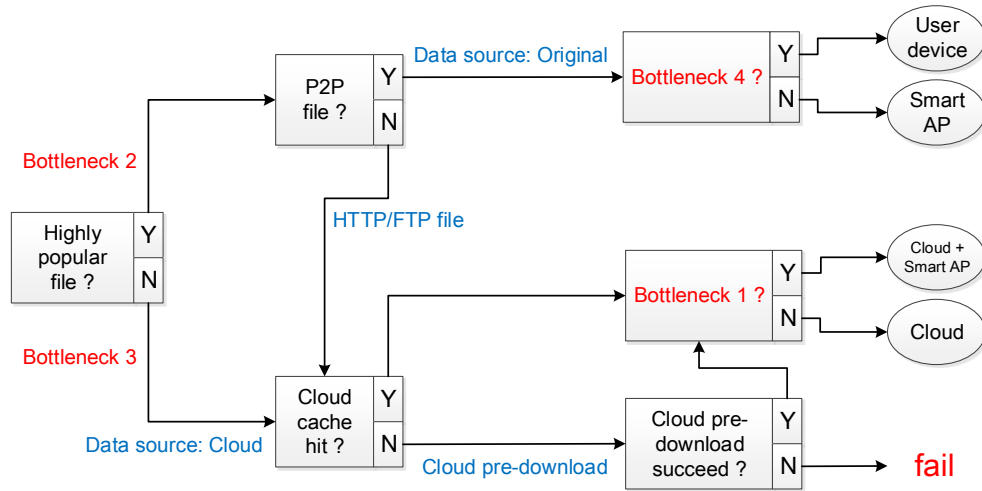 Data source: Original
P2P
file ?
Y
N
Bottleneck 4 ?
Y
N
User
device
Smart
AP
Bottleneck 2
Highly
popular
file ?
Y
N
HTTP/FTP file
Bottleneck 3
Bottleneck 1 ?
Y
N
Cloud +
Smart AP
Cloud
Data source: Cloud
Cloud
cache
hit ?
Y
N
Cloud pre-download
Cloud pre-
download
succeed ?
Y
N
fail